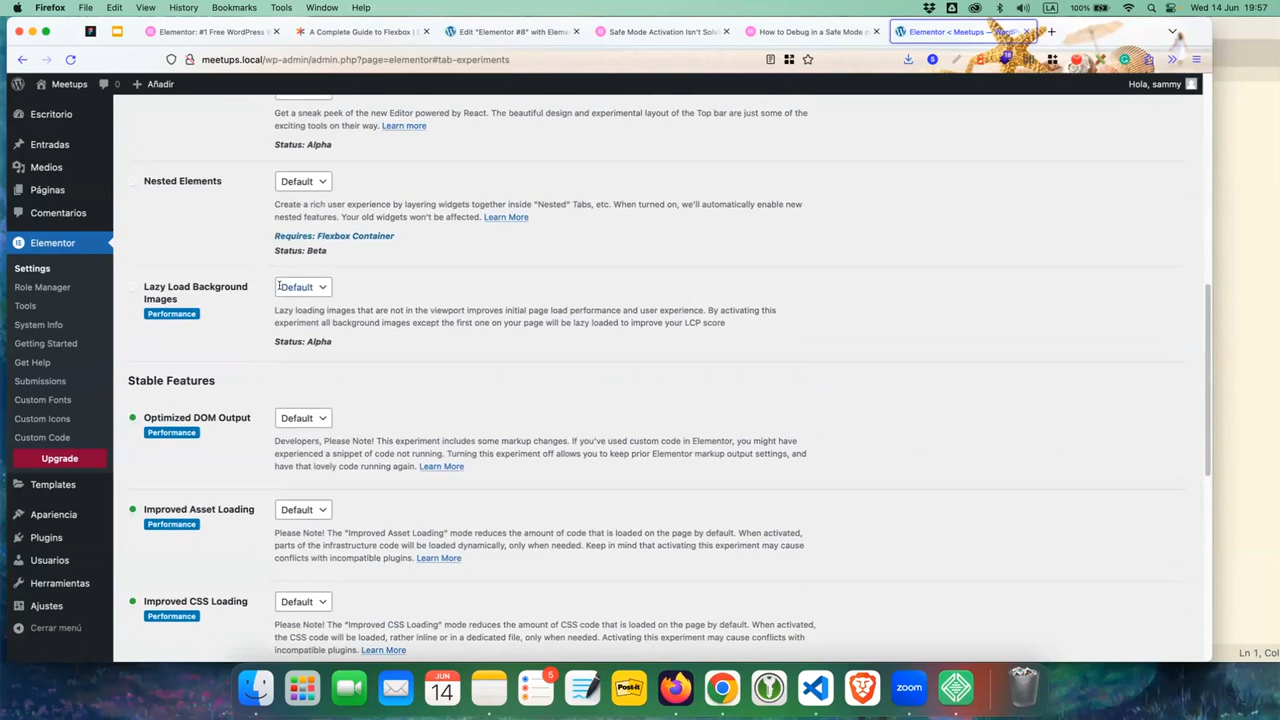 Firefox File Edit View History Bookmarks Tools Window Help
LA 100% Wed 14 Jun 19:57
Elementor: #1 Free WordPress W
A Complete Guide to Flexbox | C
Edit "Elementor #8" with Eleme
Safe Mode Activation Isn't Solvi
How to Debug in a Safe Mode
Elementor < Meetups — WordPr
meetups.local/wp-admin/admin.php?page=elementor#tab-experiments
Meetups 0 Añadir Hola, sammy
Escritorio
Entradas
Medios
Páginas
Comentarios
Elementor
Settings
Role Manager
Tools
System Info
Getting Started
Get Help
Submissions
Custom Fonts
Custom Icons
Custom Code
Upgrade
Templates
Apariencia
Plugins
Usuarios
Herramientas
Ajustes
Cerrar menú
Get a sneak peek of the new Editor powered by React. The beautiful design and experimental layout of the Top bar are just some of the
exciting tools on their way. Learn more
Status: Alpha
Nested Elements Default
Create a rich user experience by layering widgets together inside "Nested" Tabs, etc. When turned on, we'll automatically enable new
nested features. Your old widgets won't be affected. Learn More
Requires: Flexbox Container
Status: Beta
Lazy Load Background
Images
Performance
Default
Lazy loading images that are not in the viewport improves initial page load performance and user experience. By activating this
experiment all background images except the first one on your page will be lazy loaded to improve your LCP score
Status: Alpha
Stable Features
Optimized DOM Output
Performance
Default
Developers, Please Note! This experiment includes some markup changes. If you've used custom code in Elementor, you might have
experienced a snippet of code not running. Turning this experiment off allows you to keep prior Elementor markup output settings, and
have that lovely code running again. Learn More
Improved Asset Loading
Performance
Default
Please Note! The "Improved Asset Loading" mode reduces the amount of code that is loaded on the page by default. When activated,
parts of the infrastructure code will be loaded dynamically, only when needed. Keep in mind that activating this experiment may cause
conflicts with incompatible plugins. Learn More
Improved CSS Loading
Performance
Default
Please Note! The "Improved CSS Loading" mode reduces the amount of CSS code that is loaded on the page by default. When activated,
the CSS code will be loaded, rather inline or in a dedicated file, only when needed. Activating this experiment may cause conflicts with
incompatible plugins. Learn More
Ln 1, Col
JUN
14
5
Post-it
zoom